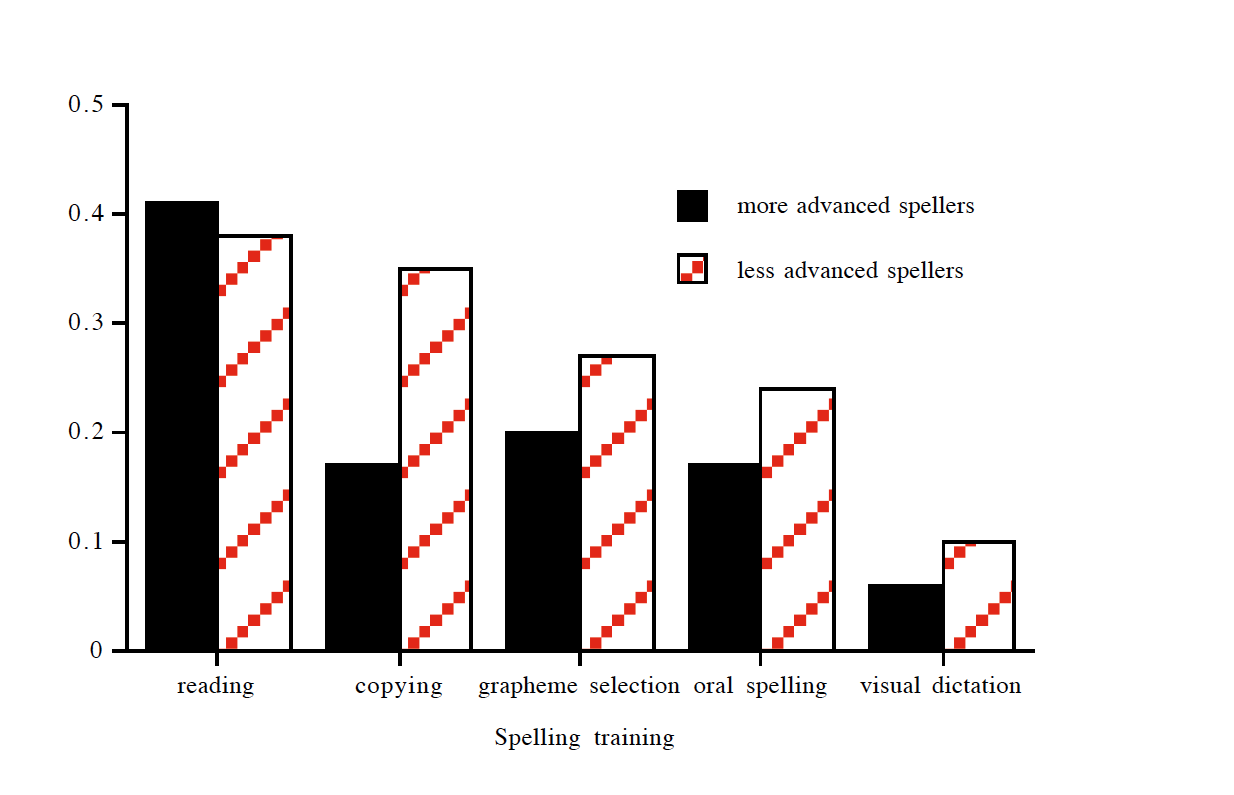 0.5
0.4
0.3
0.2
0.1
0
more advanced spellers
less advanced spellers
reading copying grapheme selection oral spelling visual dictation
Spelling training